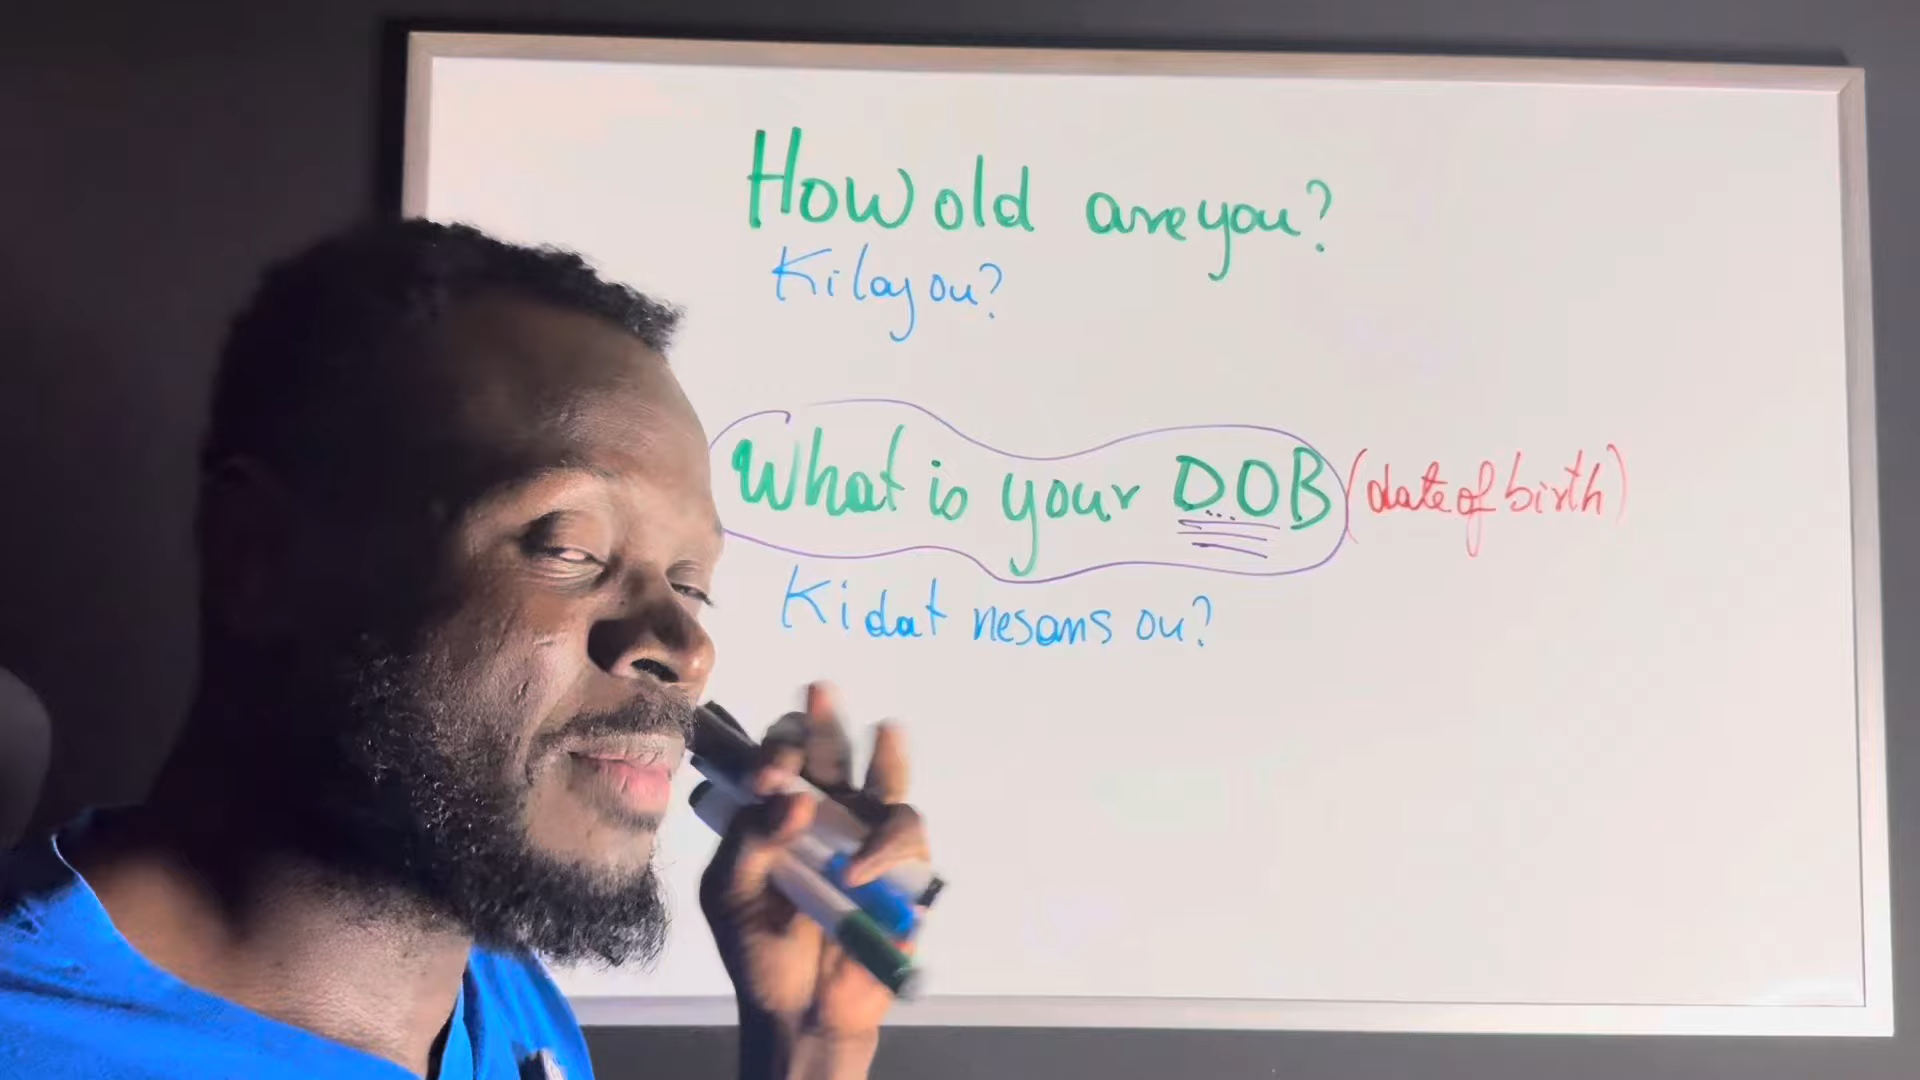 How old are you?
Ki laj ou?
What is your DOB (date of birth)
Ki dat nesans ou?